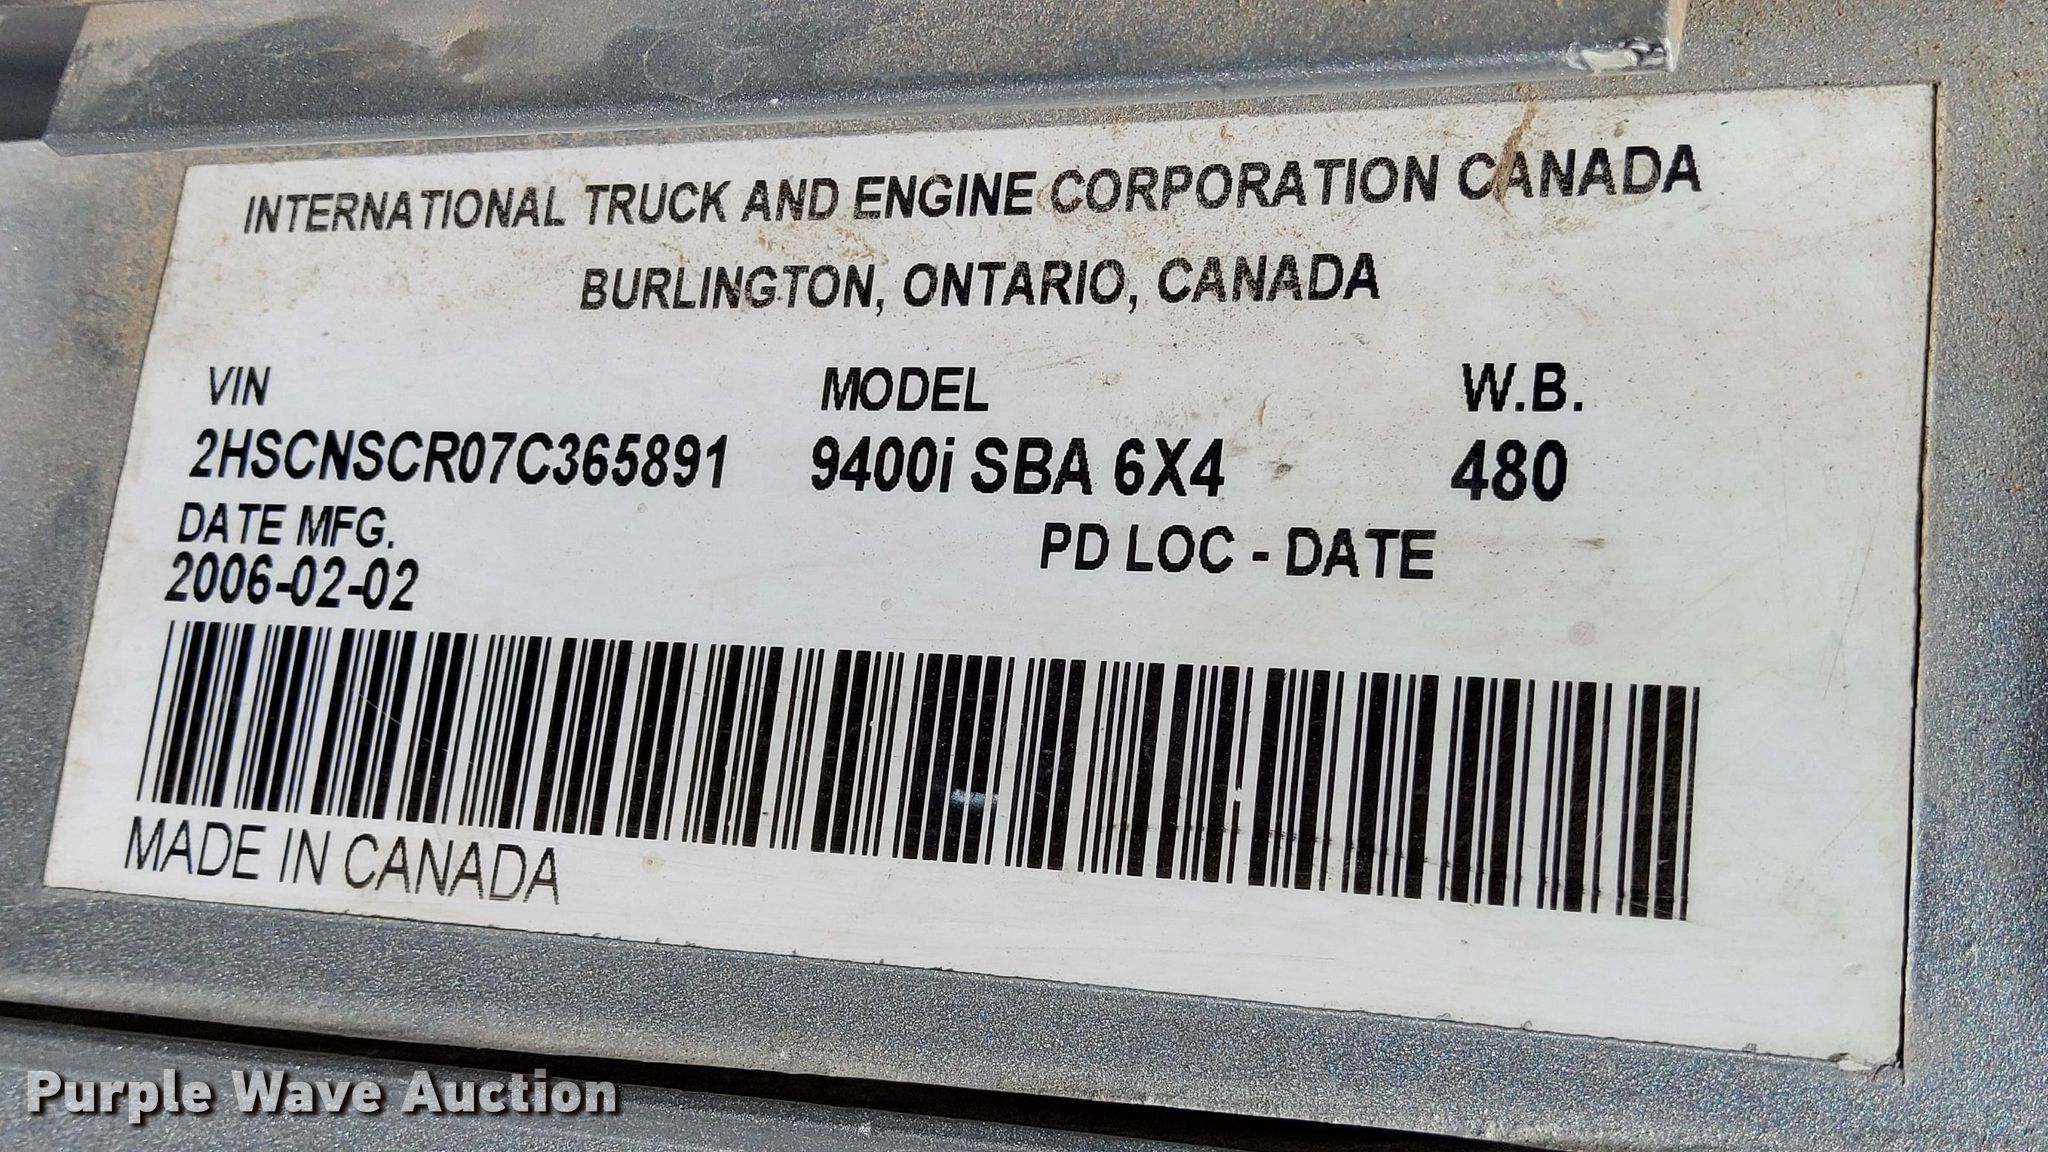 INTERNATIONAL TRUCK AND ENGINE CORPORATION CANADA
BURLINGTON, ONTARIO, CANADA
VIN MODEL W.B.
2HSCNSCR07C365891 9400i SBA 6X4 480
DATE MFG. PD LOC - DATE
2006-02-02
MADE IN CANADA
Purple Wave Auction